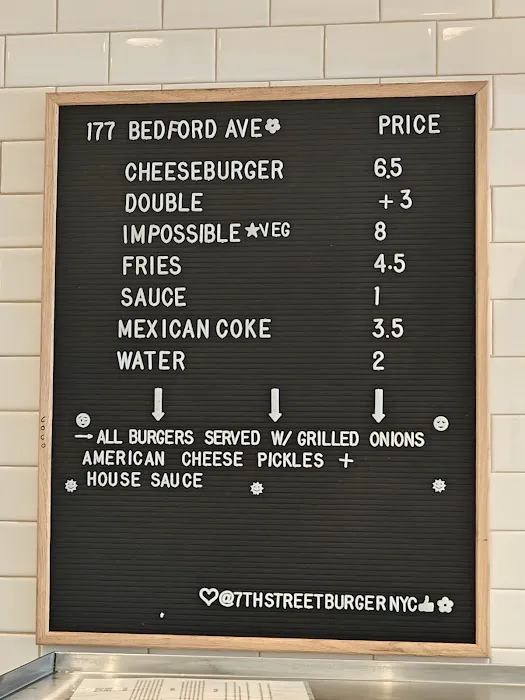 177 BEDFORD AVE PRICE
CHEESEBURGER 6.5
DOUBLE +3
IMPOSSIBLE ★VEG 8
FRIES 4.5
SAUCE 1
MEXICAN COKE 3.5
WATER 2
↓ ↓ ↓
→ALL BURGERS SERVED W/ GRILLED ONIONS
AMERICAN CHEESE PICKLES +
HOUSE SAUCE
♡@7THSTREETBURGERNYC👍